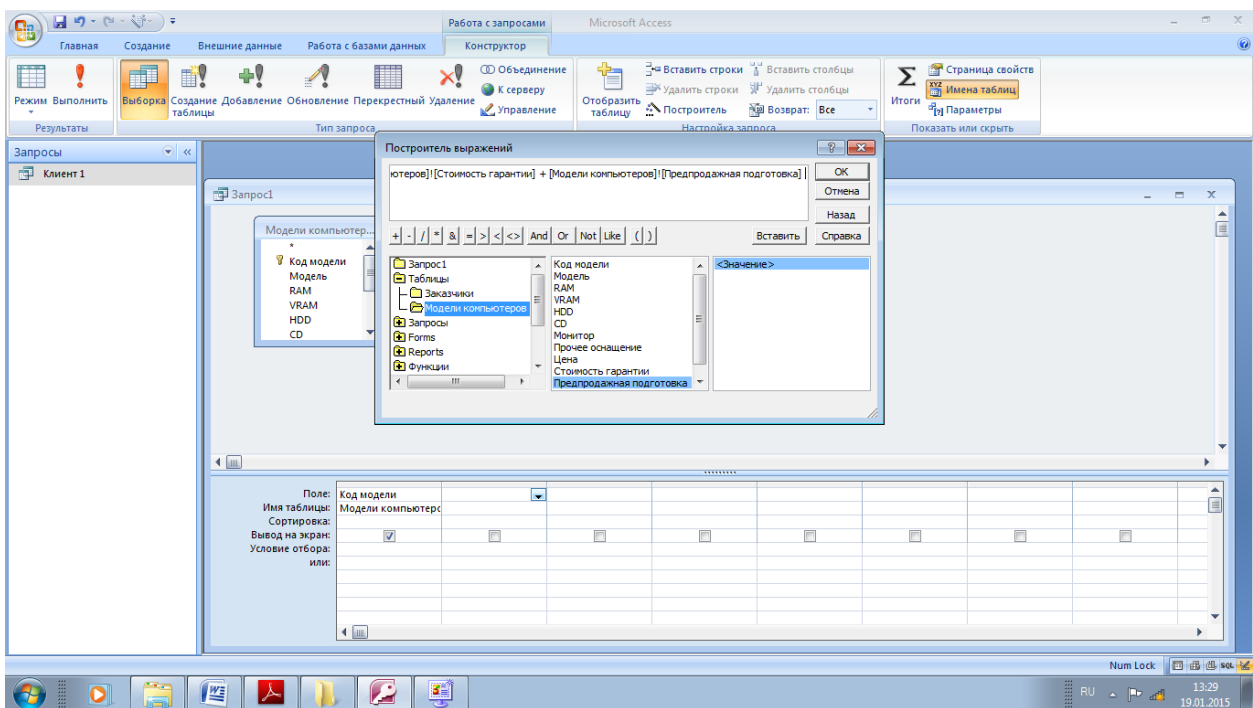 Работа с запросами
Microsoft Access
Главная Создание Внешние данные Работа с базами данных Конструктор
Режим Выполнить
Результаты
Выборка Создание таблицы Добавление Обновление Перекрестный Удаление
Объединение
К серверу
Управление
Тип запроса
Отобразить таблицу
Вставить строки
Удалить строки
Построитель
Вставить столбцы
Удалить столбцы
Возврат: Все
Настройка запроса
Итоги
Страница свойств
XYZ Имена таблиц
Параметры
Показать или скрыть
Запросы
Клиент 1
Запрос1
Модели компьютер...
*
Код модели
Модель
RAM
VRAM
HDD
CD
Построитель выражений
ютеров]![Стоимость гарантии] + [Модели компьютеров]![Предпродажная подготовка]
OK
Отмена
Назад
+ - / * & = > < <> And Or Not Like ( )
Вставить
Справка
Запрос1
Таблицы
Заказчики
Модели компьютеров
Запросы
Forms
Reports
Функции
Код модели
Модель
RAM
VRAM
HDD
CD
Монитор
Прочее оснащение
Цена
Стоимость гарантии
Предпродажная подготовка
<Значение>
Поле: Код модели
Имя таблицы: Модели компьютерс
Сортировка:
Вывод на экран:
Условие отбора:
или:
Num Lock
SQL
RU
13:29
19.01.2015